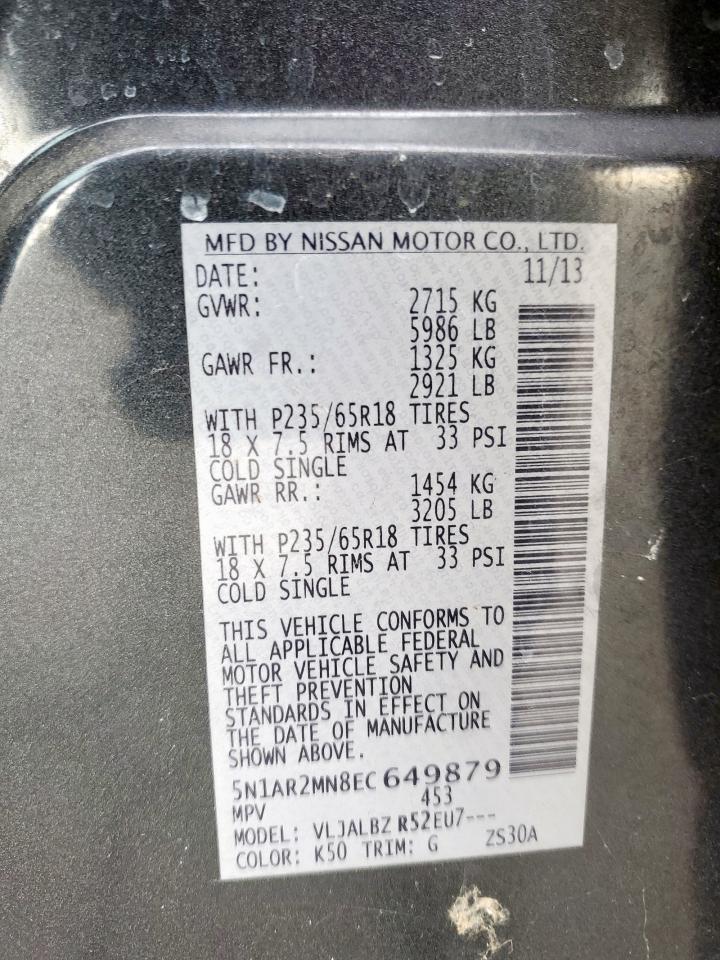 MFD BY NISSAN MOTOR CO., LTD.
DATE: 11/13
GVWR: 2715 KG
5986 LB
GAWR FR.: 1325 KG
2921 LB
WITH P235/65R18 TIRES
18 X 7.5 RIMS AT 33 PSI
COLD SINGLE
GAWR RR.: 1454 KG
3205 LB
WITH P235/65R18 TIRES
18 X 7.5 RIMS AT 33 PSI
COLD SINGLE
THIS VEHICLE CONFORMS TO
ALL APPLICABLE FEDERAL
MOTOR VEHICLE SAFETY AND
THEFT PREVENTION
STANDARDS IN EFFECT ON
THE DATE OF MANUFACTURE
SHOWN ABOVE.
5N1AR2MN8EC649879
MPV 453
MODEL: VLJALBZ R52EU7---
COLOR: K50 TRIM: G ZS30A